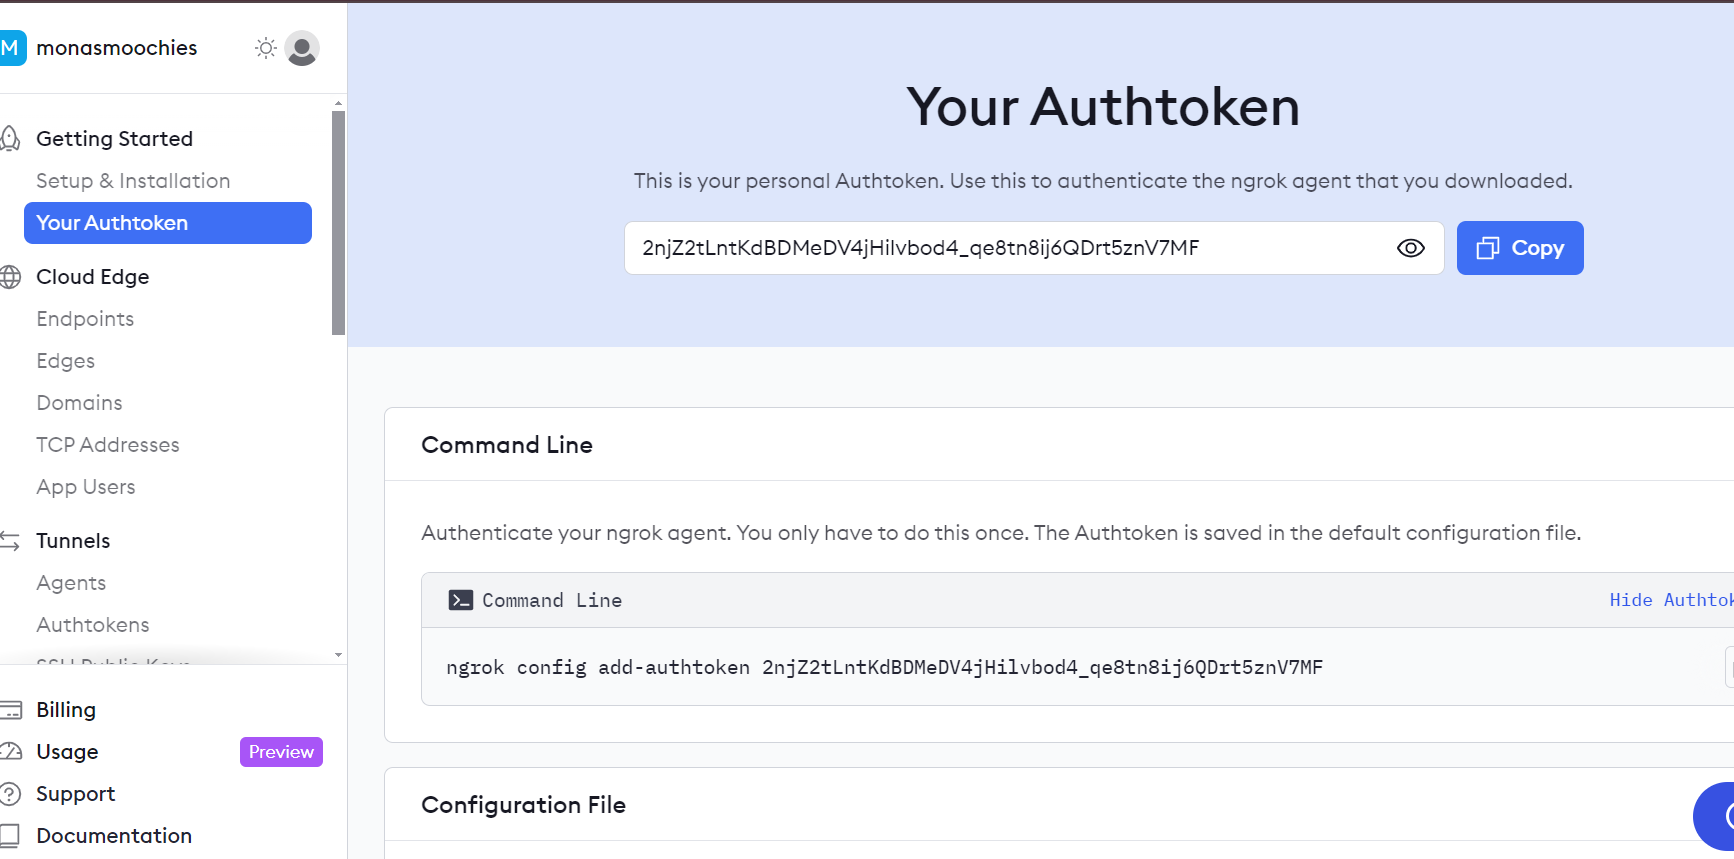 M monasmoochies
Getting Started
Setup & Installation
Your Authtoken
Cloud Edge
Endpoints
Edges
Domains
TCP Addresses
App Users
Tunnels
Agents
Authtokens
SSH Public Keys
Billing
Usage Preview
Support
Documentation
Your Authtoken
This is your personal Authtoken. Use this to authenticate the ngrok agent that you downloaded.
2njZ2tLntKdBDMeDV4jHilvbod4_qe8tn8ij6QDrt5znV7MF Copy
Command Line
Authenticate your ngrok agent. You only have to do this once. The Authtoken is saved in the default configuration file.
Command Line Hide Authtok
ngrok config add-authtoken 2njZ2tLntKdBDMeDV4jHilvbod4_qe8tn8ij6QDrt5znV7MF
Configuration File